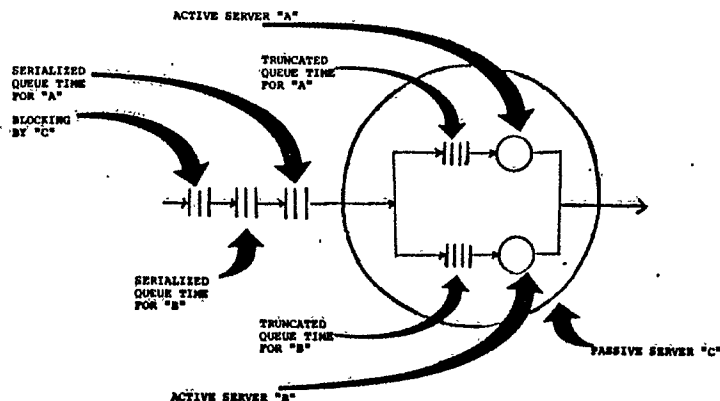 ACTIVE SERVER "A"
TRUNCATED
QUEUE TIME
FOR "A"
SERIALIZED
QUEUE TIME
FOR "A"
BLOCKING
BY "C"
SERIALIZED
QUEUE TIME
FOR "B"
TRUNCATED
QUEUE TIME
FOR "B"
PASSIVE SERVER "C"
ACTIVE SERVER "B"